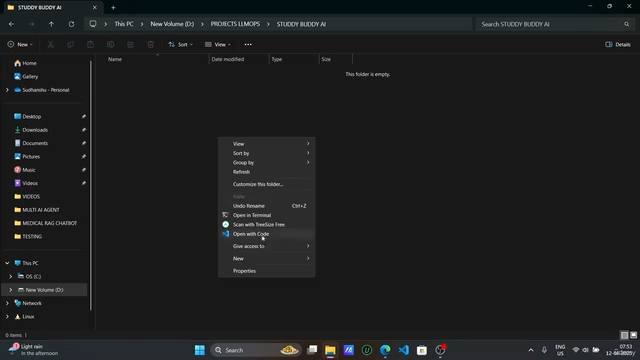 STUDDY BUDDY AI
This PC > New Volume (D:) > PROJECTS LLMOPS > STUDDY BUDDY AI
Search STUDDY BUDDY AI
New
Sort
View
Details
Name
Date modified
Type
Size
This folder is empty.
Home
Gallery
Sudhanshu - Personal
Desktop
Downloads
Documents
Pictures
Music
Videos
VIDEOS
MULTI AI AGENT
MEDICAL RAG CHATBOT
TESTING
This PC
OS (C:)
New Volume (D:)
Network
Linux
View
Sort by
Group by
Refresh
Customize this folder...
Paste
Undo Rename Ctrl+Z
Open in Terminal
Scan with TreeSize Free
Open with Code
Give access to
New
Properties
0 items
Light rain
In the afternoon
Search
ENG
US
07:53